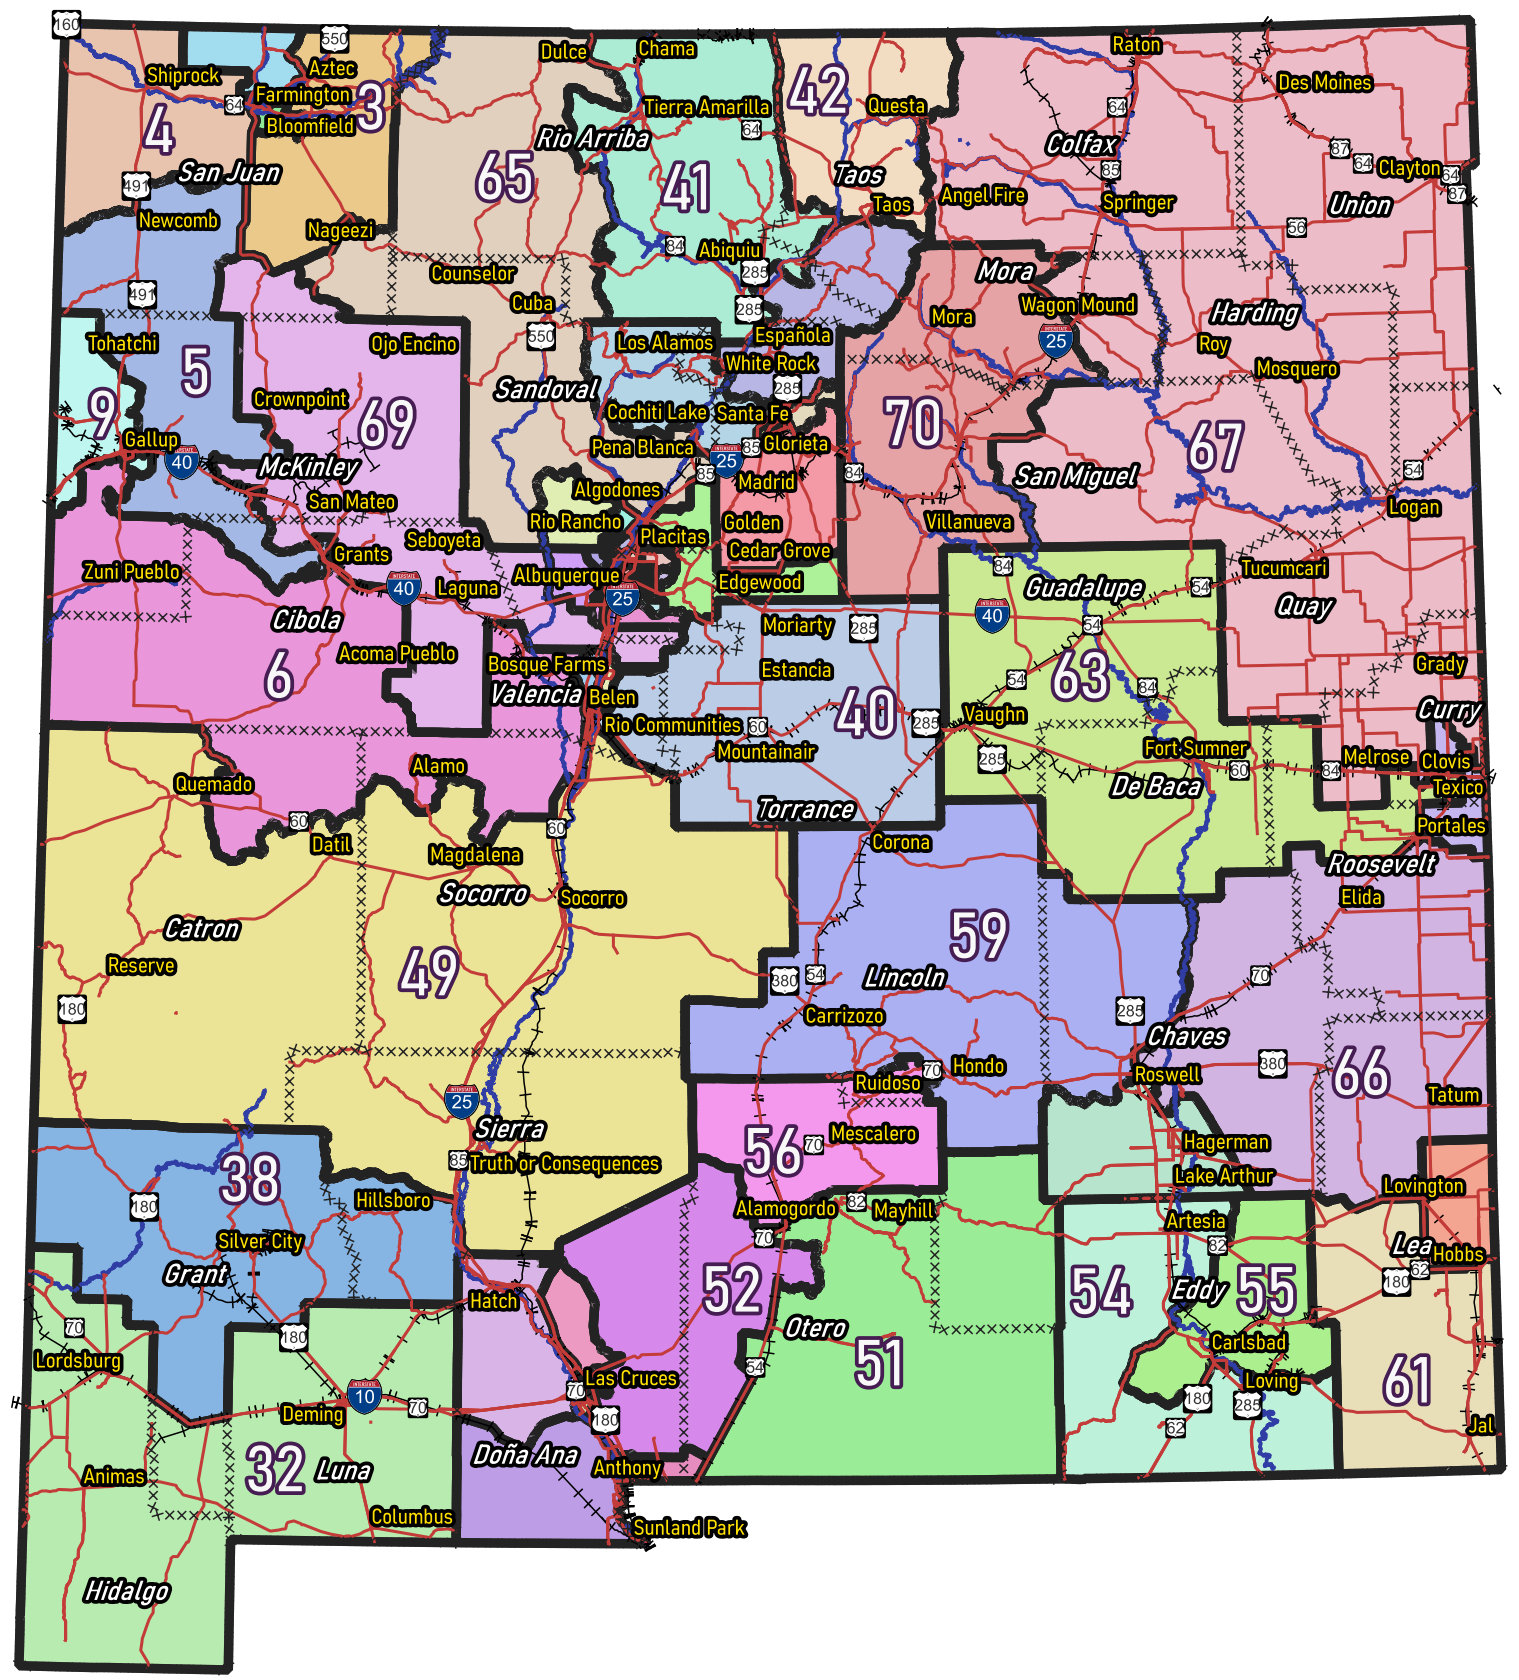 160
550
Dulce
Chama
Raton
Shiprock
Aztec
Des Moines
42
64
Farmington
3
Tierra Amarilla
Questa
64
4
Bloomfield
64
Rio Arriba
Colfax
87
64
San Juan
65
41
Taos
85
Clayton
64
491
87
Newcomb
Taos
Angel Fire
Springer
Union
Nageezi
84
Abiquiu
56
Counselor
285
Mora
491
Cuba
285
Mora
Wagon Mound
Harding
Tohatchi
5
Ojo Encino
550
Los Alamos
Española
25
Roy
White Rock
Mosquero
9
Crownpoint
Sandoval
285
69
Cochiti Lake
Santa Fe
70
67
Gallup
40
McKinley
Pena Blanca
25
85
Glorieta
85
84
San Miguel
54
Madrid
San Mateo
Algodones
Logan
Rio Rancho
Golden
Villanueva
Seboyeta
Placitas
Grants
Cedar Grove
Zuni Pueblo
Albuquerque
Edgewood
84
Guadalupe
54
Tucumcari
40
Laguna
25
40
Quay
Cibola
Moriarty
285
54
Acoma Pueblo
6
Bosque Farms
Estancia
54
63
84
Grady
Valencia
Belen
40
Curry
Rio Communities
60
285
Vaughn
Mountainair
285
Fort Sumner
60
84
Melrose
Clovis
Alamo
Quemado
De Baca
Texico
60
60
Torrance
Portales
Datil
Magdalena
Corona
Roosevelt
Socorro
Socorro
Elida
Catron
59
Reserve
49
380
54
Lincoln
70
180
Carrizozo
285
Chaves
Ruidoso
70
Hondo
Roswell
380
66
25
Tatum
Sierra
56
70
Mescalero
Hagerman
38
85
Truth or Consequences
Lake Arthur
180
Hillsboro
Lovington
Alamogordo
82
Mayhill
Artesia
Silver City
70
82
Lea
Hobbs
Grant
52
54
Eddy
55
62
180
Hatch
70
180
Otero
Carlsbad
Lordsburg
54
51
Loving
61
Las Cruces
10
70
70
180
285
Deming
180
62
Jal
Doña Ana
Animas
32
Luna
Anthony
Columbus
Sunland Park
Hidalgo